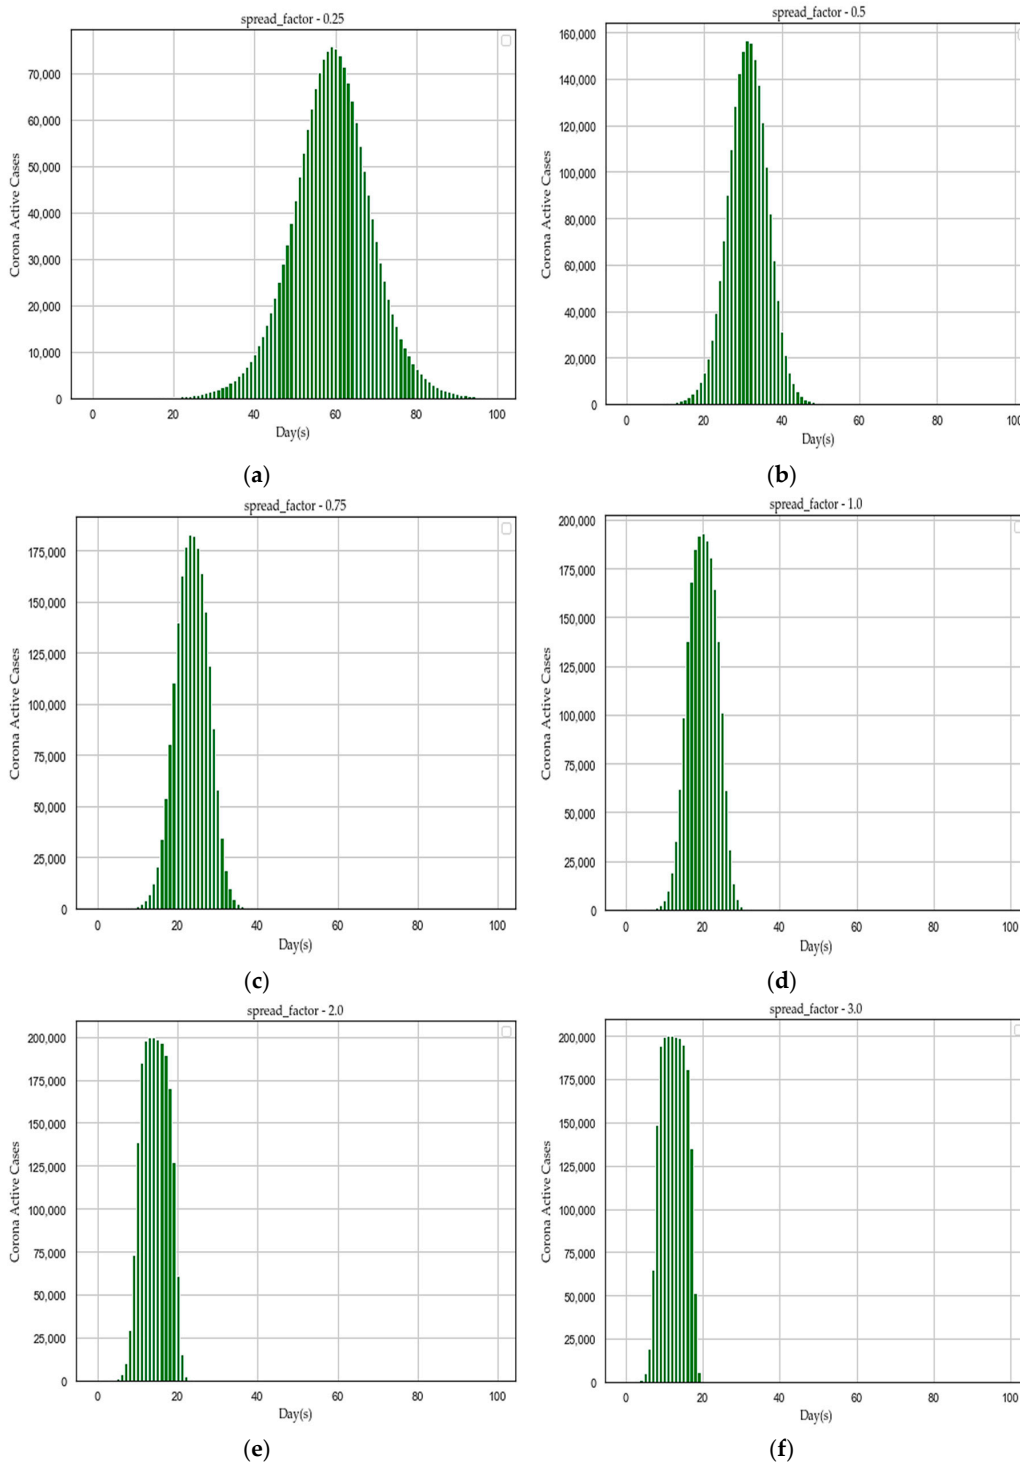 spread_factor - 0.25
70,000
60,000
50,000
40,000
30,000
20,000
10,000
0
Corona Active Cases
0 20 40 60 80 100
Day(s)
(a)
spread_factor - 0.5
160,000
140,000
120,000
100,000
80,000
60,000
40,000
20,000
0
Corona Active Cases
0 20 40 60 80 100
Day(s)
(b)
spread_factor - 0.75
175,000
150,000
125,000
100,000
75,000
50,000
25,000
0
Corona Active Cases
0 20 40 60 80 100
Day(s)
(c)
spread_factor - 1.0
200,000
175,000
150,000
125,000
100,000
75,000
50,000
25,000
0
Corona Active Cases
0 20 40 60 80 100
Day(s)
(d)
spread_factor - 2.0
200,000
175,000
150,000
125,000
100,000
75,000
50,000
25,000
0
Corona Active Cases
0 20 40 60 80 100
Day(s)
(e)
spread_factor - 3.0
200,000
175,000
150,000
125,000
100,000
75,000
50,000
25,000
0
Corona Active Cases
0 20 40 60 80 100
Day(s)
(f)